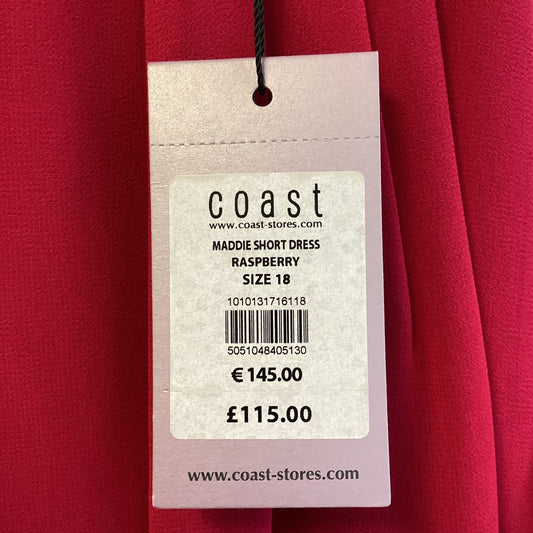 coast
www.coast-stores.com
MADDIE SHORT DRESS
RASPBERRY
SIZE 18
1010131716118
5051048405130
€ 145.00
£115.00
www.coast-stores.com